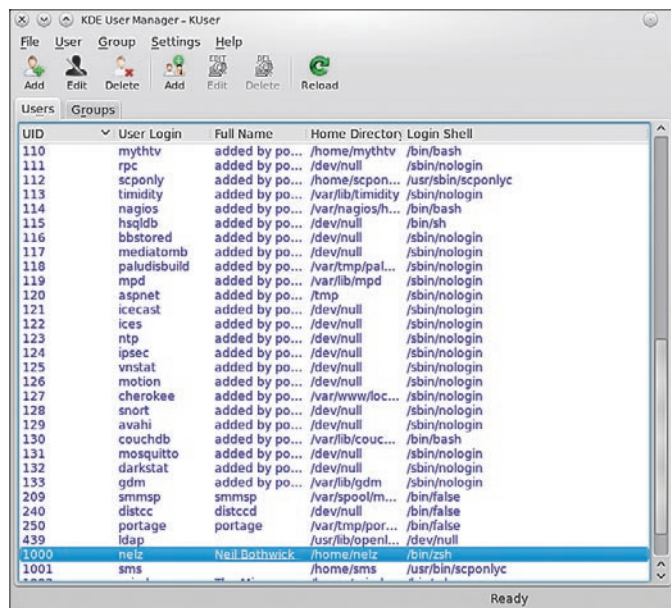 KDE User Manager – KUser
File User Group Settings Help
Add Edit Delete Add Edit Delete Reload
Users Groups
UID User Login Full Name Home Directory Login Shell
110 mythtv added by po... /home/mythtv /bin/bash
111 rpc added by po... /dev/null /sbin/nologin
112 scponly added by po... /home/scpon... /usr/sbin/scponlyc
113 timidity added by po... /var/lib/timidity /sbin/nologin
114 nagios added by po... /var/nagios/h... /bin/bash
115 hsqldb added by po... /dev/null /bin/sh
116 bbstored added by po... /dev/null /sbin/nologin
117 mediatomb added by po... /dev/null /sbin/nologin
118 paludisbuild added by po... /var/tmp/pal... /sbin/nologin
119 mpd added by po... /var/lib/mpd /sbin/nologin
120 aspnet added by po... /tmp /sbin/nologin
121 icecast added by po... /dev/null /sbin/nologin
122 ices added by po... /dev/null /sbin/nologin
123 ntp added by po... /dev/null /sbin/nologin
124 ipsec added by po... /dev/null /sbin/nologin
125 vnstat added by po... /dev/null /sbin/nologin
126 motion added by po... /dev/null /sbin/nologin
127 cherokee added by po... /var/www/loc... /sbin/nologin
128 snort added by po... /dev/null /sbin/nologin
129 avahi added by po... /dev/null /sbin/nologin
130 couchdb added by po... /var/lib/couc... /bin/bash
131 mosquitto added by po... /dev/null /sbin/nologin
132 darkstat added by po... /dev/null /sbin/nologin
133 gdm added by po... /var/lib/gdm /sbin/nologin
209 smmsp smmsp /var/spool/m... /bin/false
240 distcc distccd /dev/null /bin/false
250 portage portage /var/tmp/por... /bin/false
439 ldap /usr/lib/openl... /dev/null
1000 nelz Neil Bothwick /home/nelz /bin/zsh
1001 sms /home/sms /usr/bin/scponlyc
Ready